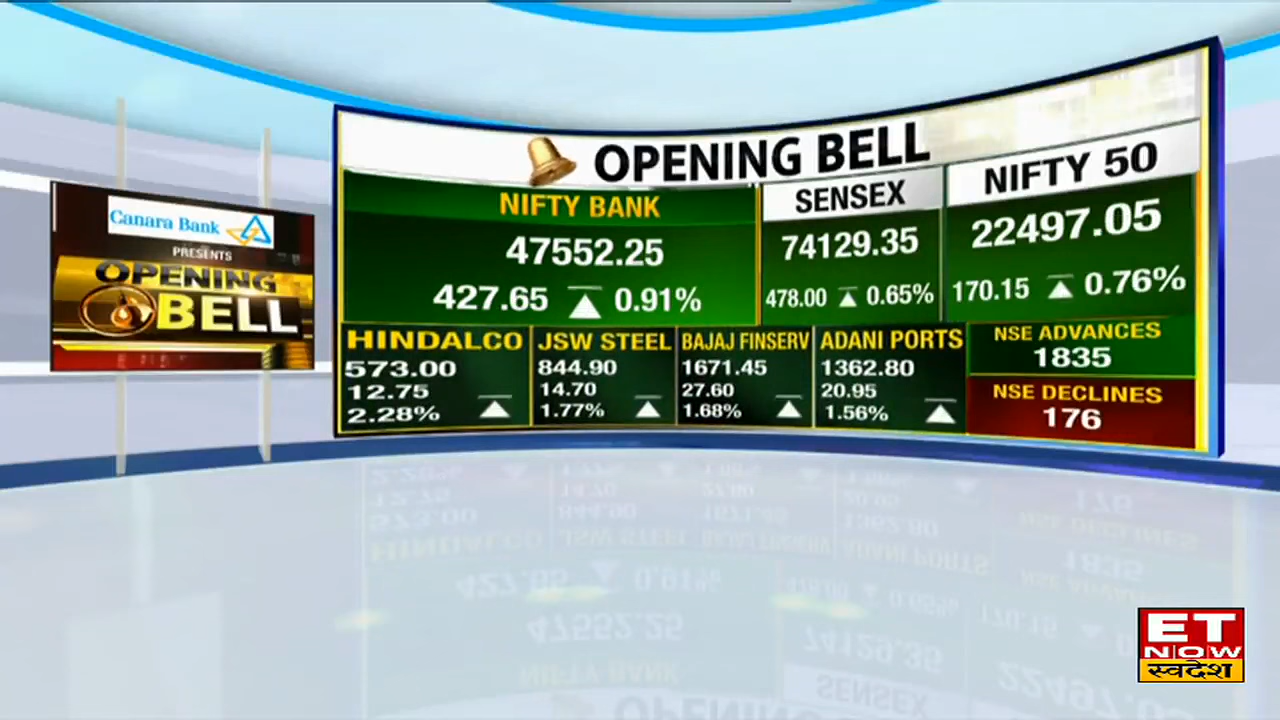 Canara Bank
PRESENTS
OPENING
BELL
OPENING BELL
NIFTY BANK
47552.25
427.65 0.91%
SENSEX
74129.35
478.00 0.65%
NIFTY 50
22497.05
170.15 0.76%
HINDALCO
573.00
12.75
2.28%
JSW STEEL
844.90
14.70
1.77%
BAJAJ FINSERV
1671.45
27.60
1.68%
ADANI PORTS
1362.80
20.95
1.56%
NSE ADVANCES
1835
NSE DECLINES
176
ET
NOW
स्वदेश